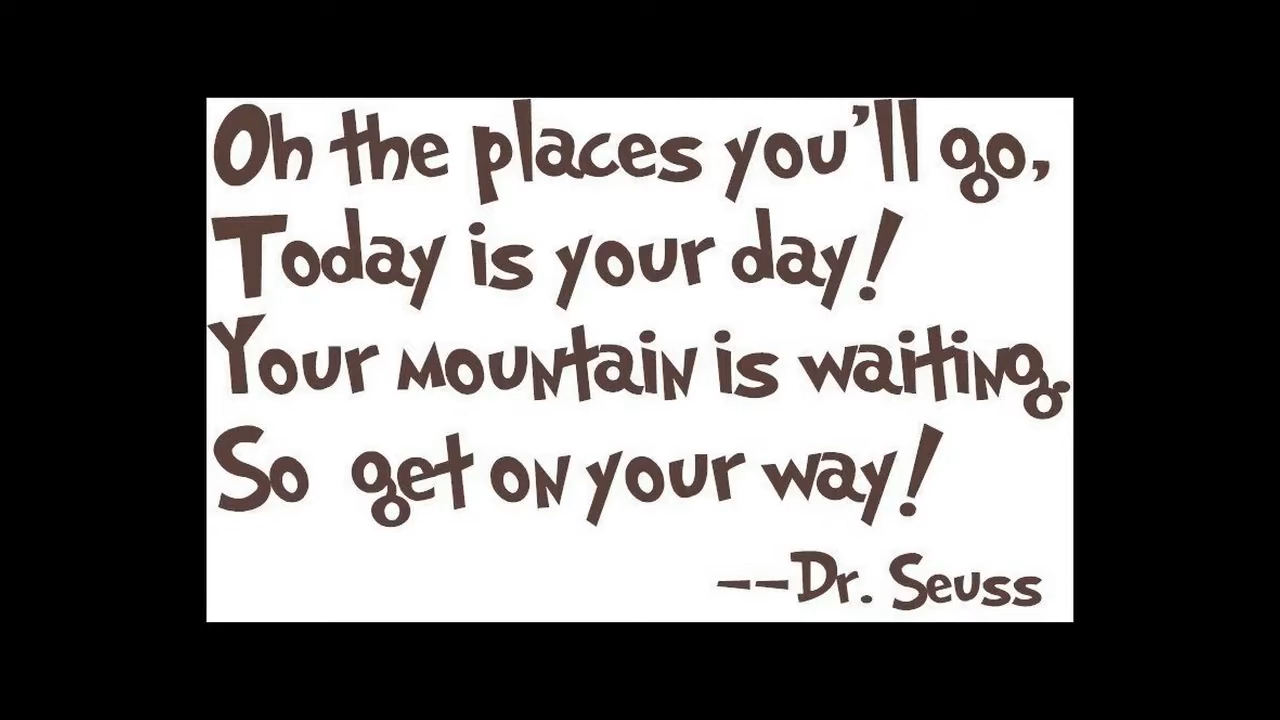 Oh the places you'll go,
Today is your day!
Your mountain is waiting.
So get on your way!
--Dr. Seuss